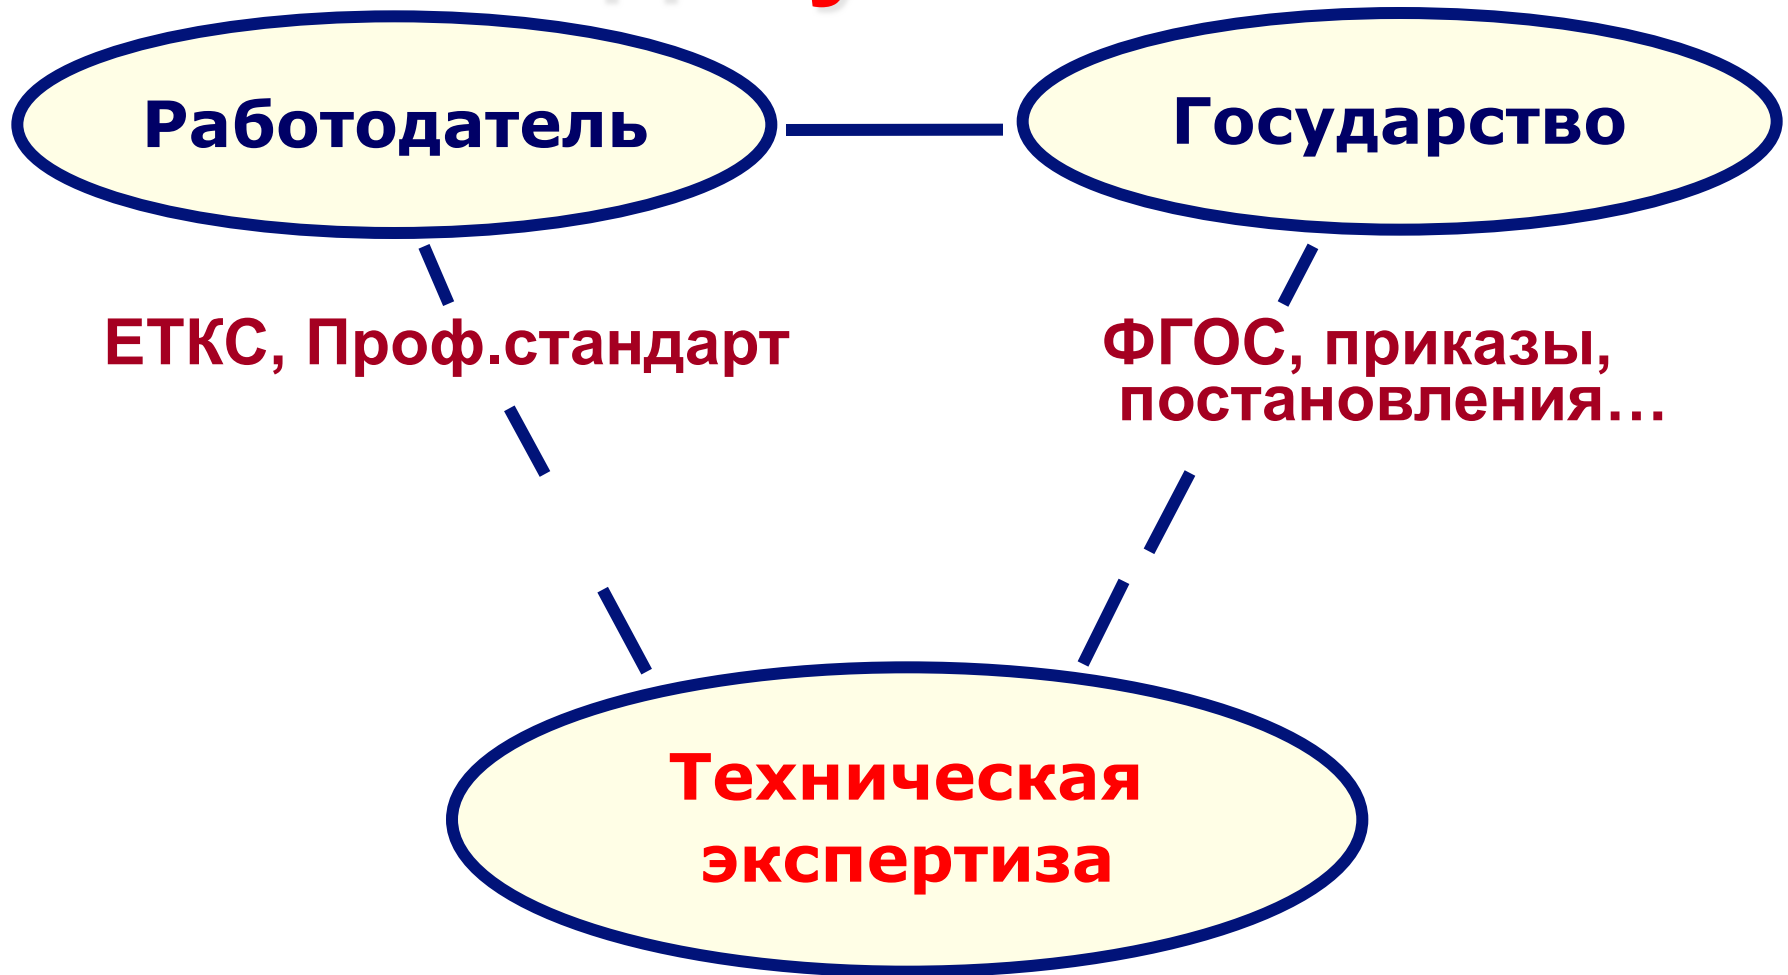 Работодатель
Государство
ЕТКС, Проф.стандарт
ФГОС, приказы,
постановления...
Техническая
экспертиза